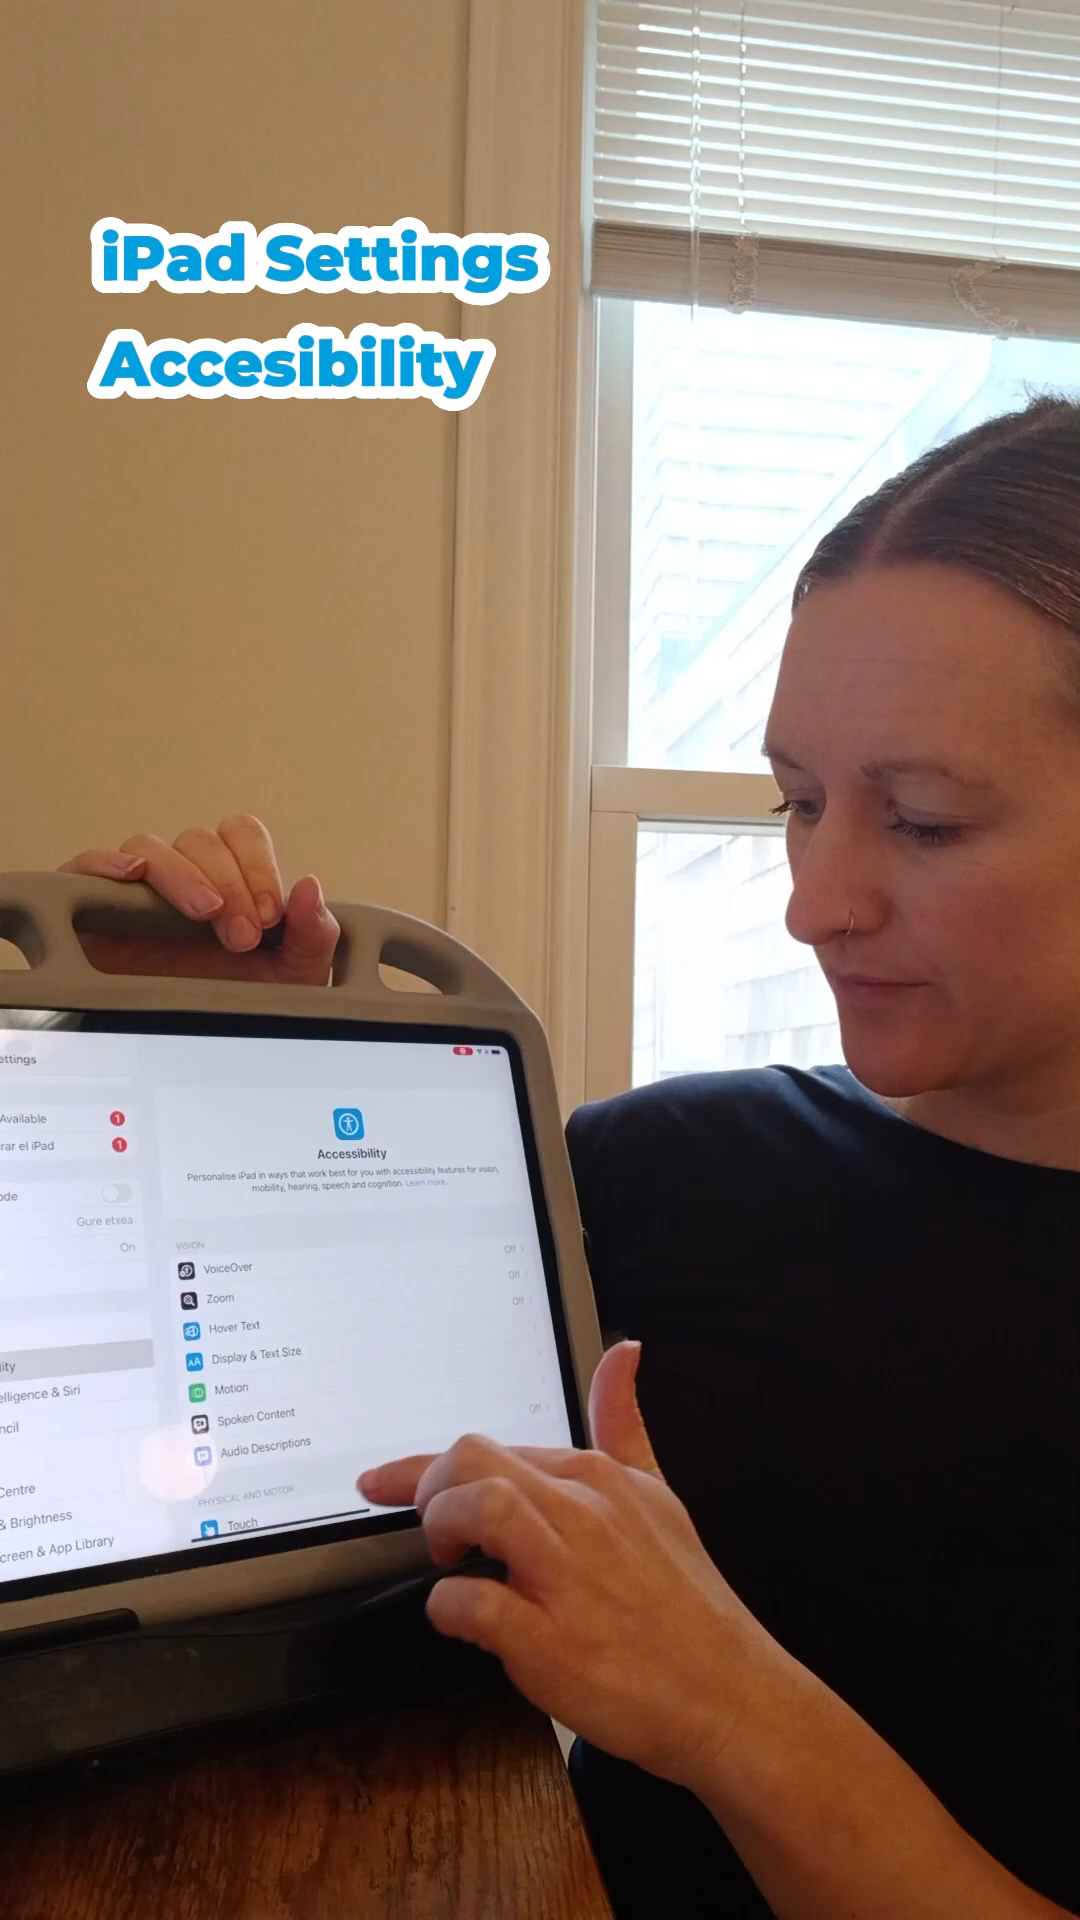 iPad Settings
Accesibility
ettings
Available
1
rar el iPad
1
ode
Gure etxea
On
lity
elligence & Siri
ncil
Centre
& Brightness
creen & App Library
Accessibility
Personalise iPad in ways that work best for you with accessibility features for vision,
mobility, hearing, speech and cognition. Learn more...
VISION
VoiceOver
Off
Zoom
Off
Hover Text
Off
Display & Text Size
Motion
Spoken Content
Audio Descriptions
Off
PHYSICAL AND MOTOR
Touch